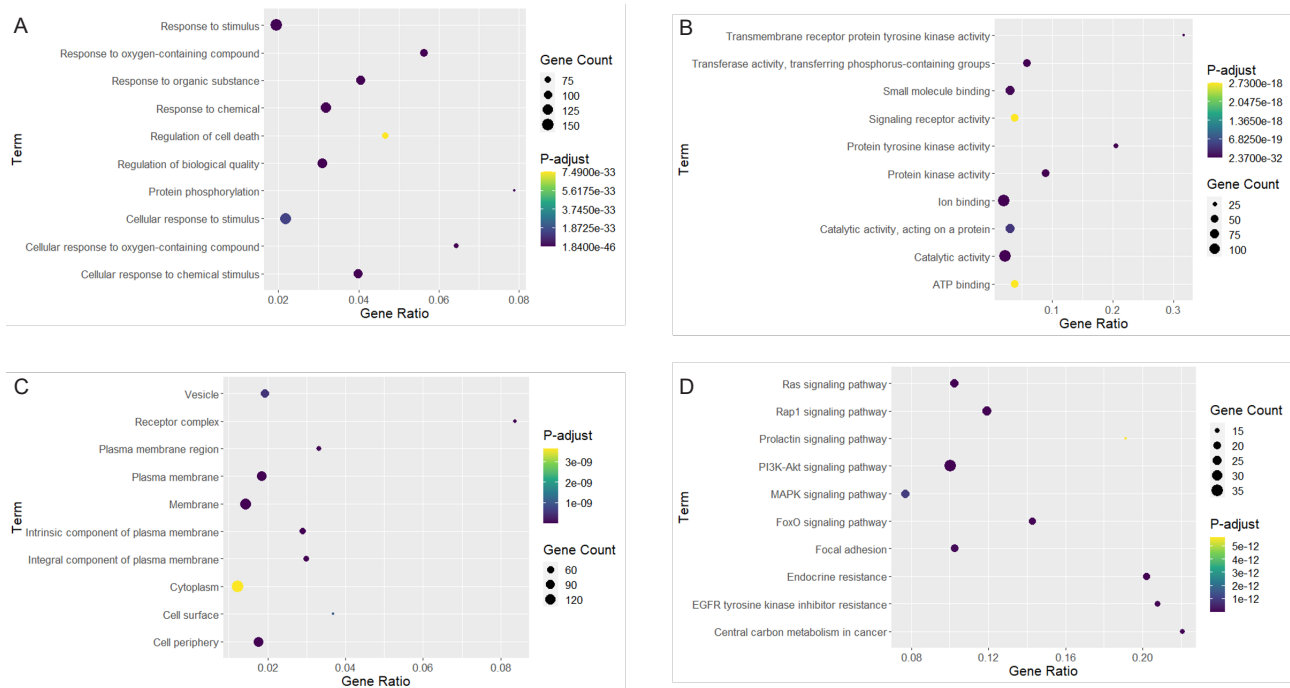 A
Response to stimulus
Response to oxygen-containing compound
Response to organic substance
Response to chemical
Regulation of cell death
Regulation of biological quality
Protein phosphorylation
Cellular response to stimulus
Cellular response to oxygen-containing compound
Cellular response to chemical stimulus
Term
0.02 0.04 0.06 0.08
Gene Ratio
Gene Count
75
100
125
150
P-adjust
7.4900e-33
5.6175e-33
3.7450e-33
1.8725e-33
1.8400e-46
B
Transmembrane receptor protein tyrosine kinase activity
Transferase activity, transferring phosphorus-containing groups
Small molecule binding
Signaling receptor activity
Protein tyrosine kinase activity
Protein kinase activity
Ion binding
Catalytic activity, acting on a protein
Catalytic activity
ATP binding
Term
0.1 0.2 0.3
Gene Ratio
P-adjust
2.7300e-18
2.0475e-18
1.3650e-18
6.8250e-19
2.3700e-32
Gene Count
25
50
75
100
C
Vesicle
Receptor complex
Plasma membrane region
Plasma membrane
Membrane
Intrinsic component of plasma membrane
Integral component of plasma membrane
Cytoplasm
Cell surface
Cell periphery
Term
0.02 0.04 0.06 0.08
Gene Ratio
P-adjust
3e-09
2e-09
1e-09
Gene Count
60
90
120
D
Ras signaling pathway
Rap1 signaling pathway
Prolactin signaling pathway
PI3K-Akt signaling pathway
MAPK signaling pathway
FoxO signaling pathway
Focal adhesion
Endocrine resistance
EGFR tyrosine kinase inhibitor resistance
Central carbon metabolism in cancer
Term
0.08 0.12 0.16 0.20
Gene Ratio
Gene Count
15
20
25
30
35
P-adjust
5e-12
4e-12
3e-12
2e-12
1e-12